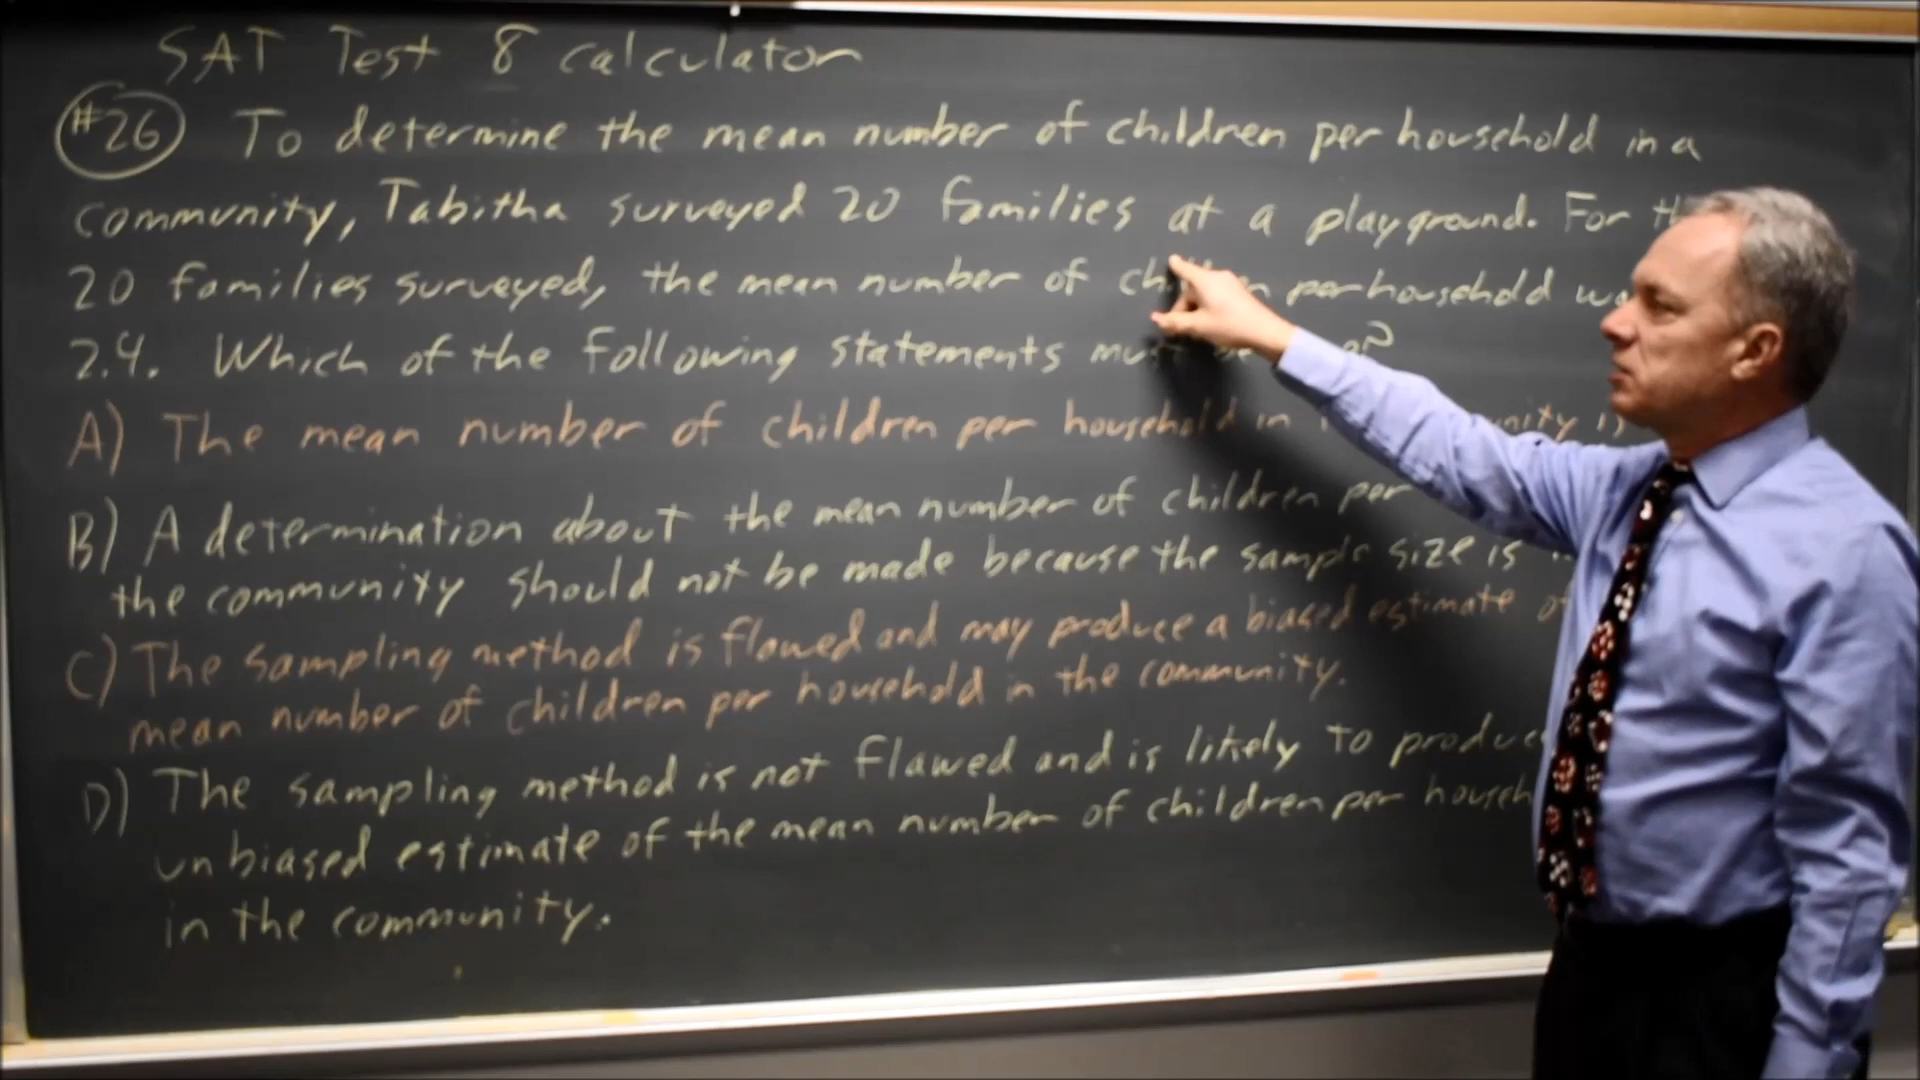 SAT Test 8 calculator
#26 To determine the mean number of children per household in a
community, Tabitha surveyed 20 families at a playground. For
20 families surveyed, the mean number of children per household
2.4. Which of the following statements must be
A) The mean number of children per household in
B) A determination about the mean number of children per
the community should not be made because the sample size is
C) The sampling method is flawed and may produce a biased estimate of
mean number of children per household in the community.
D) The sampling method is not flawed and is likely to produce
unbiased estimate of the mean number of children per
in the community.